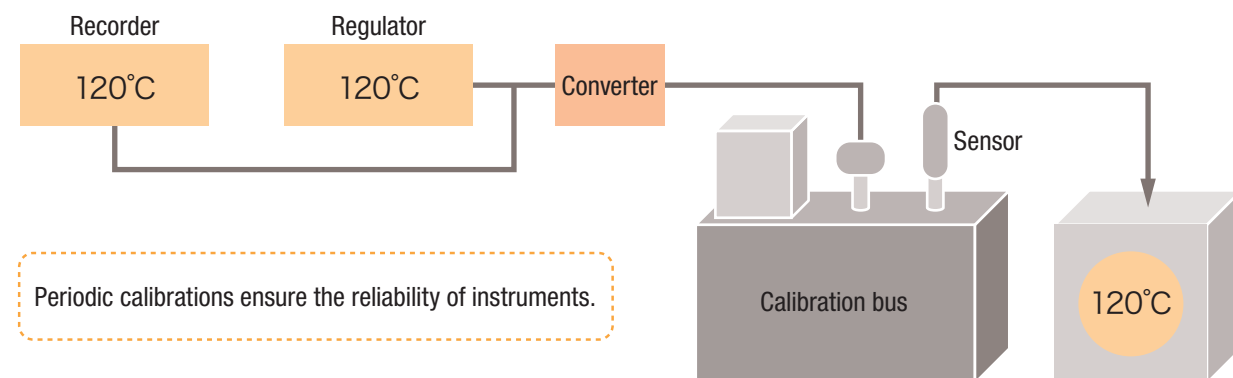 Recorder
Regulator
120°C
120°C
Converter
Sensor
Periodic calibrations ensure the reliability of instruments.
Calibration bus
120°C